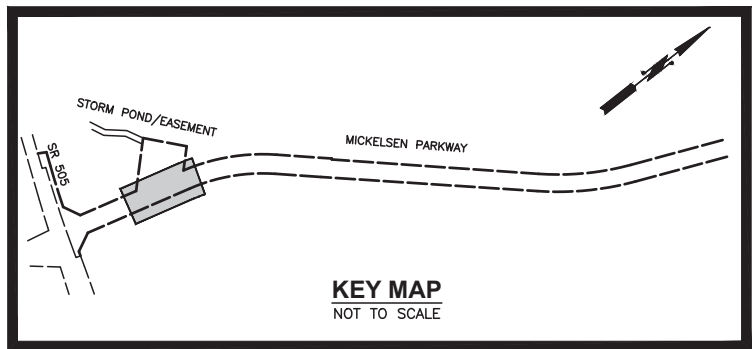 STORM POND/EASEMENT
MICKELSEN PARKWAY
SR 505
KEY MAP
NOT TO SCALE